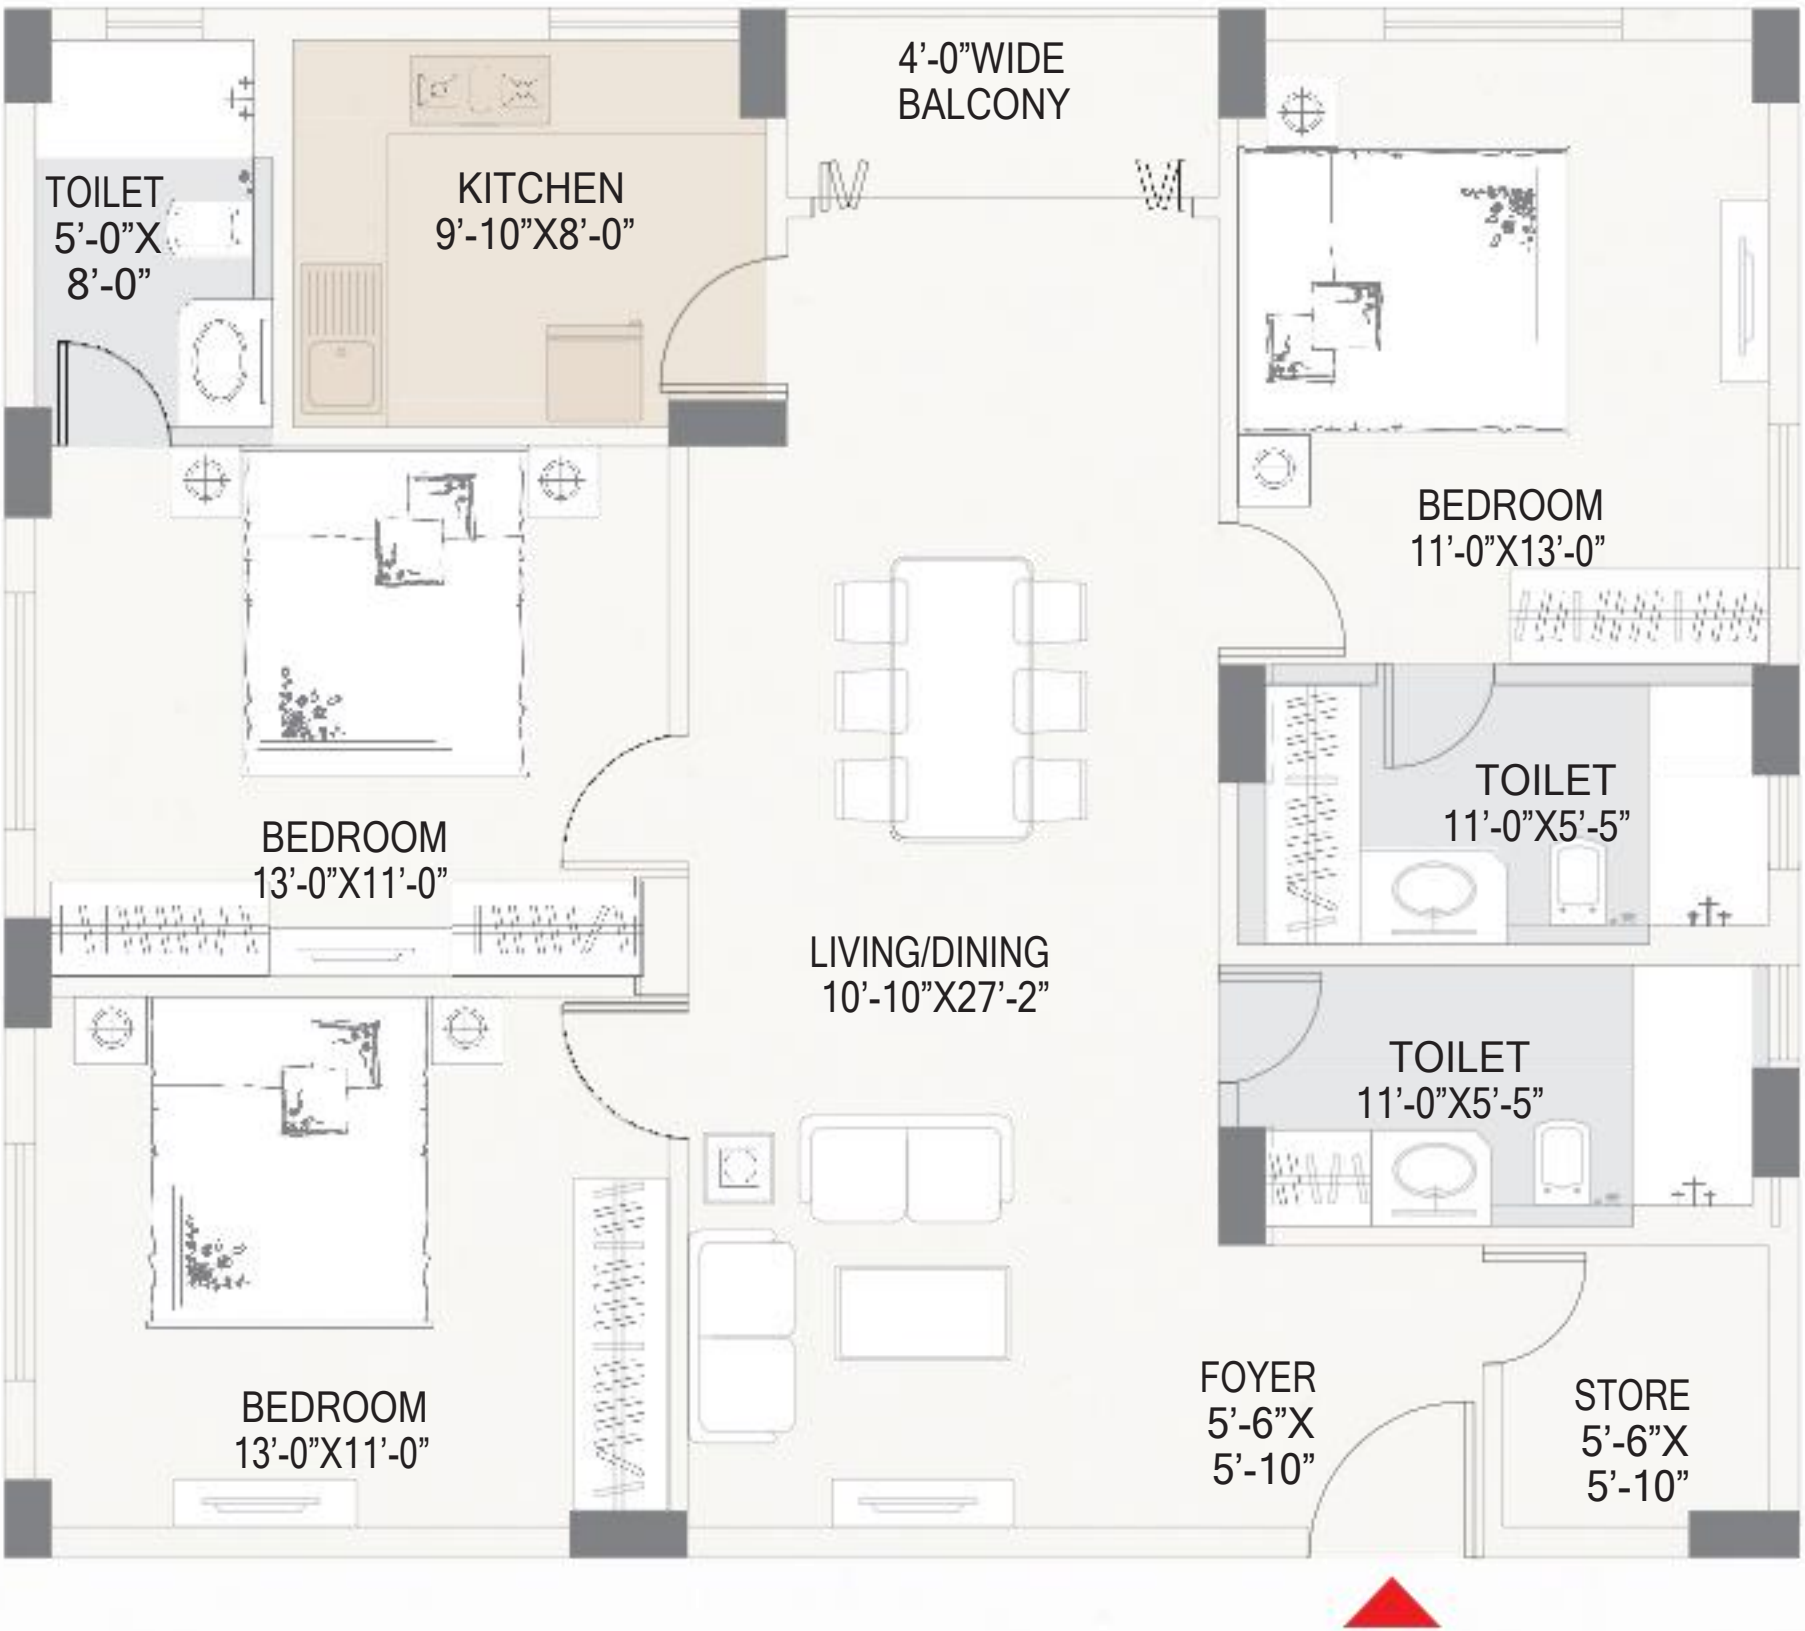 4’-0”WIDE
BALCONY
TOILET
5’-0”X
8’-0”
KITCHEN
9’-10”X8’-0”
BEDROOM
11’-0”X13’-0”
TOILET
11’-0”X5’-5”
BEDROOM
13’-0”X11’-0”
LIVING/DINING
10’-10”X27’-2”
TOILET
11’-0”X5’-5”
BEDROOM
13’-0”X11’-0”
FOYER
5’-6”X
5’-10”
STORE
5’-6”X
5’-10”